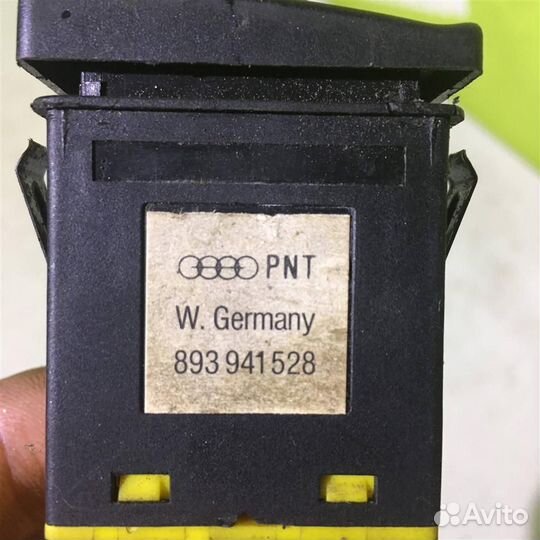 PNT
W. Germany
893 941 528
Avito